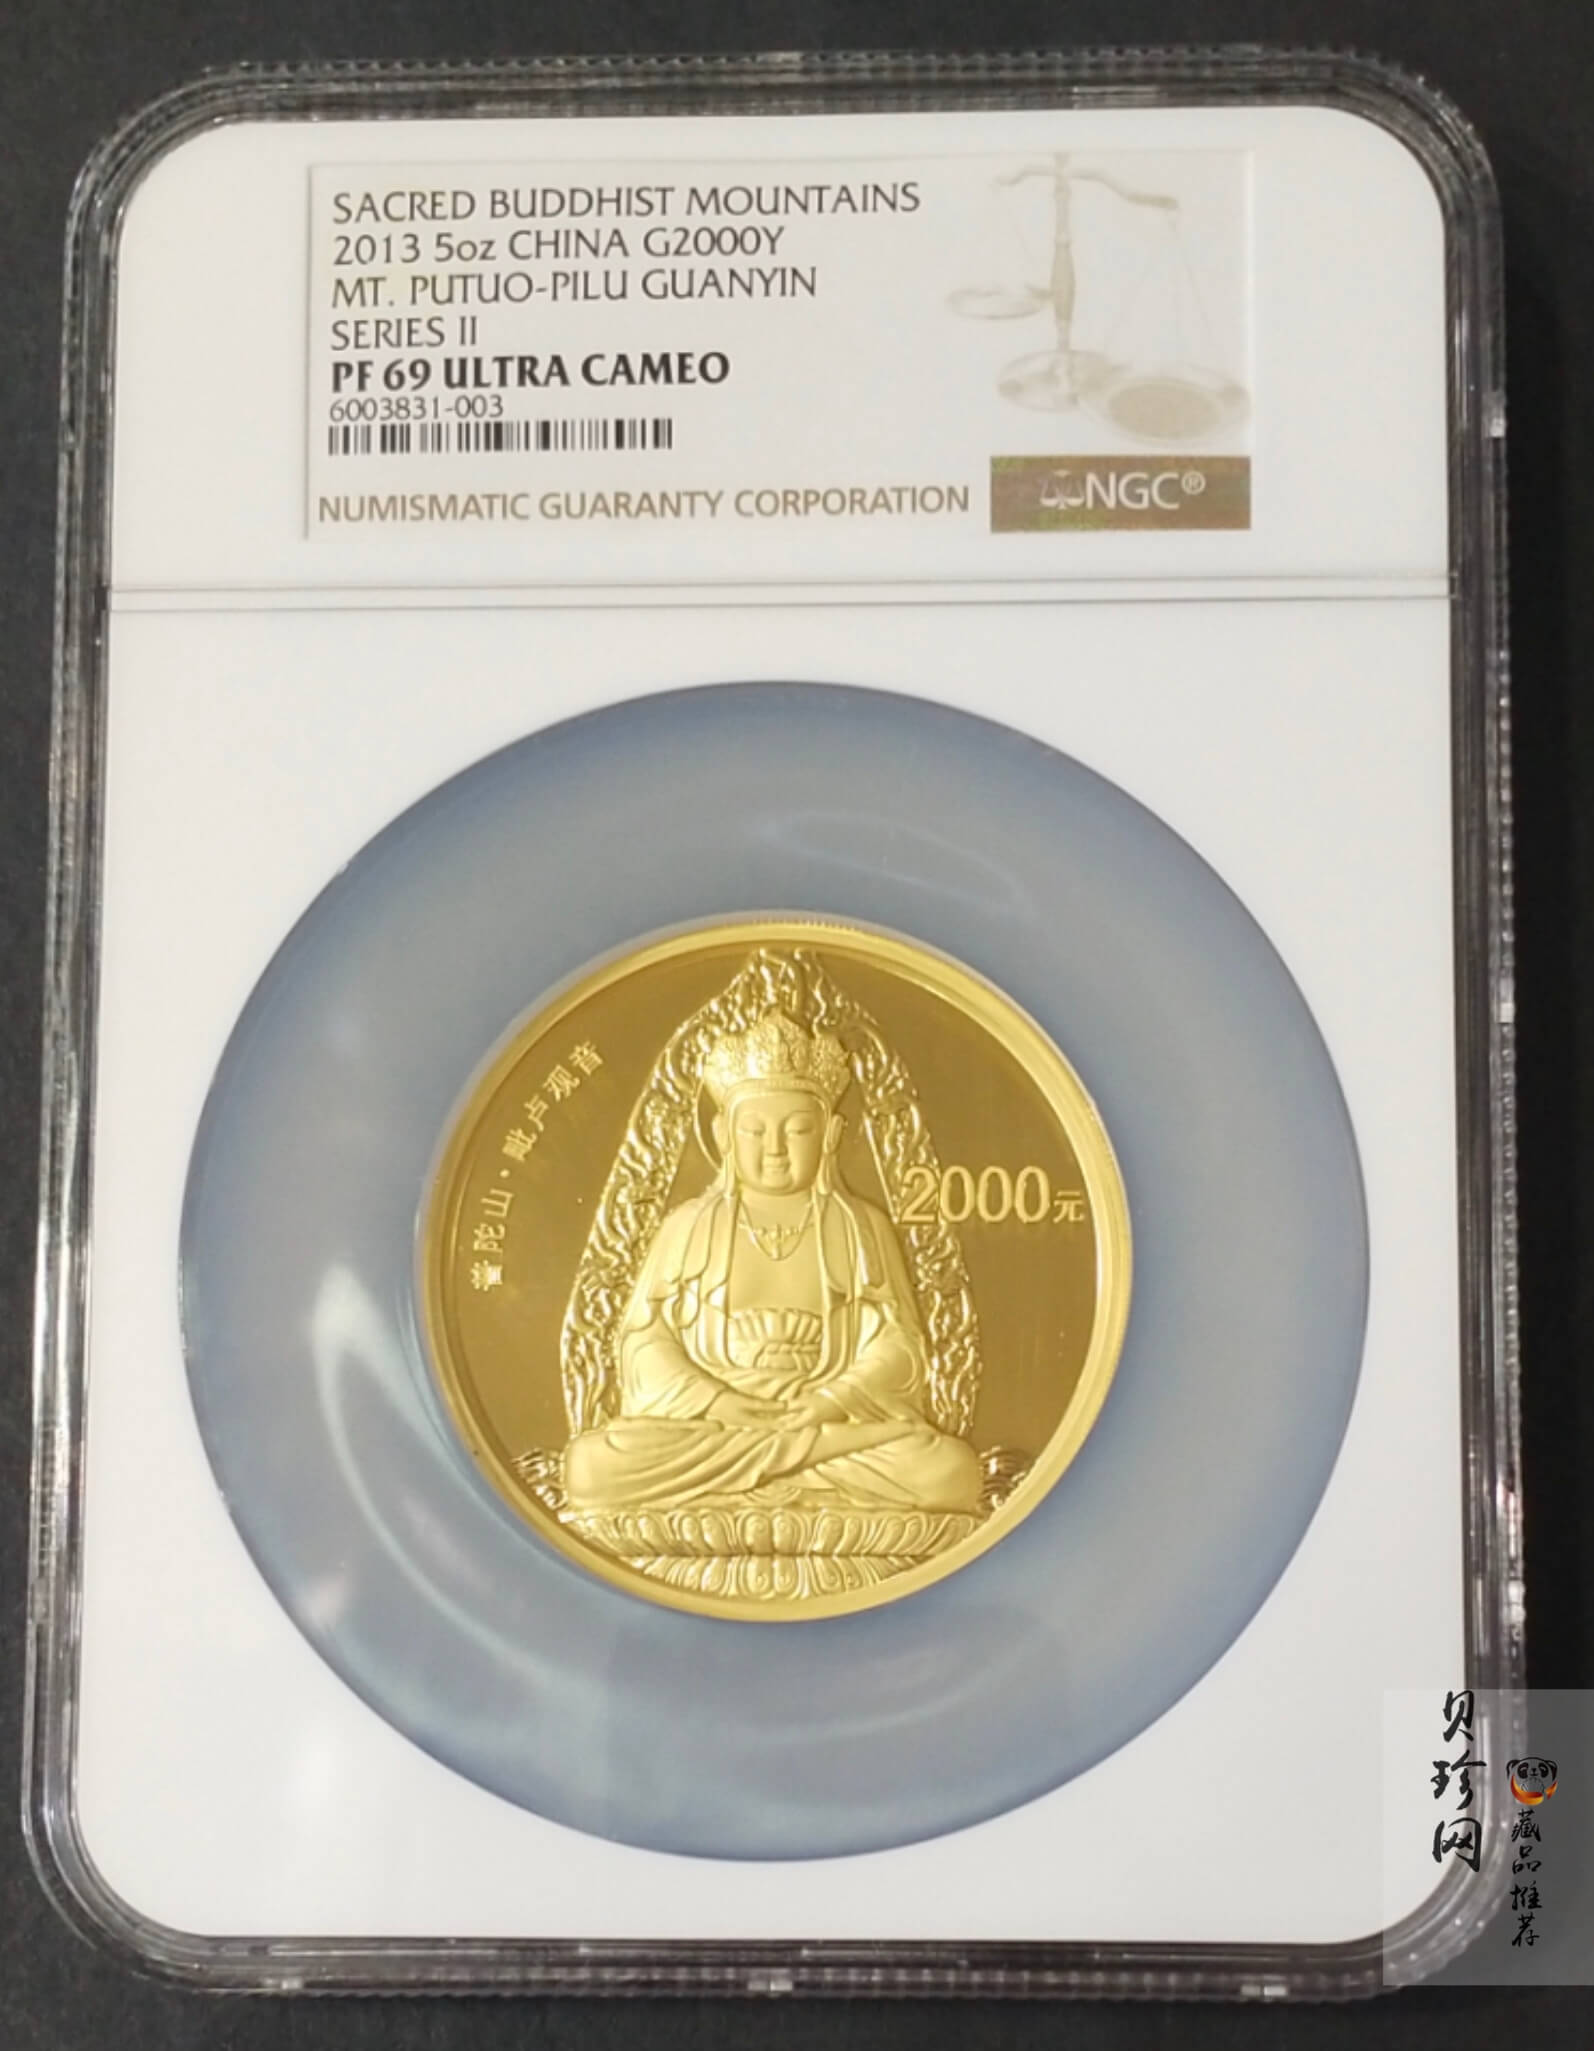 SACRED BUDDHIST MOUNTAINS
2013 5oz CHINA G2000Y
MT. PUTUO-PILU GUANYIN
SERIES II
PF 69 ULTRA CAMEO
6003831-003
NUMISMATIC GUARANTY CORPORATION
NGC®
普陀山·毗卢观音
2000元
贝珍网
藏品推荐